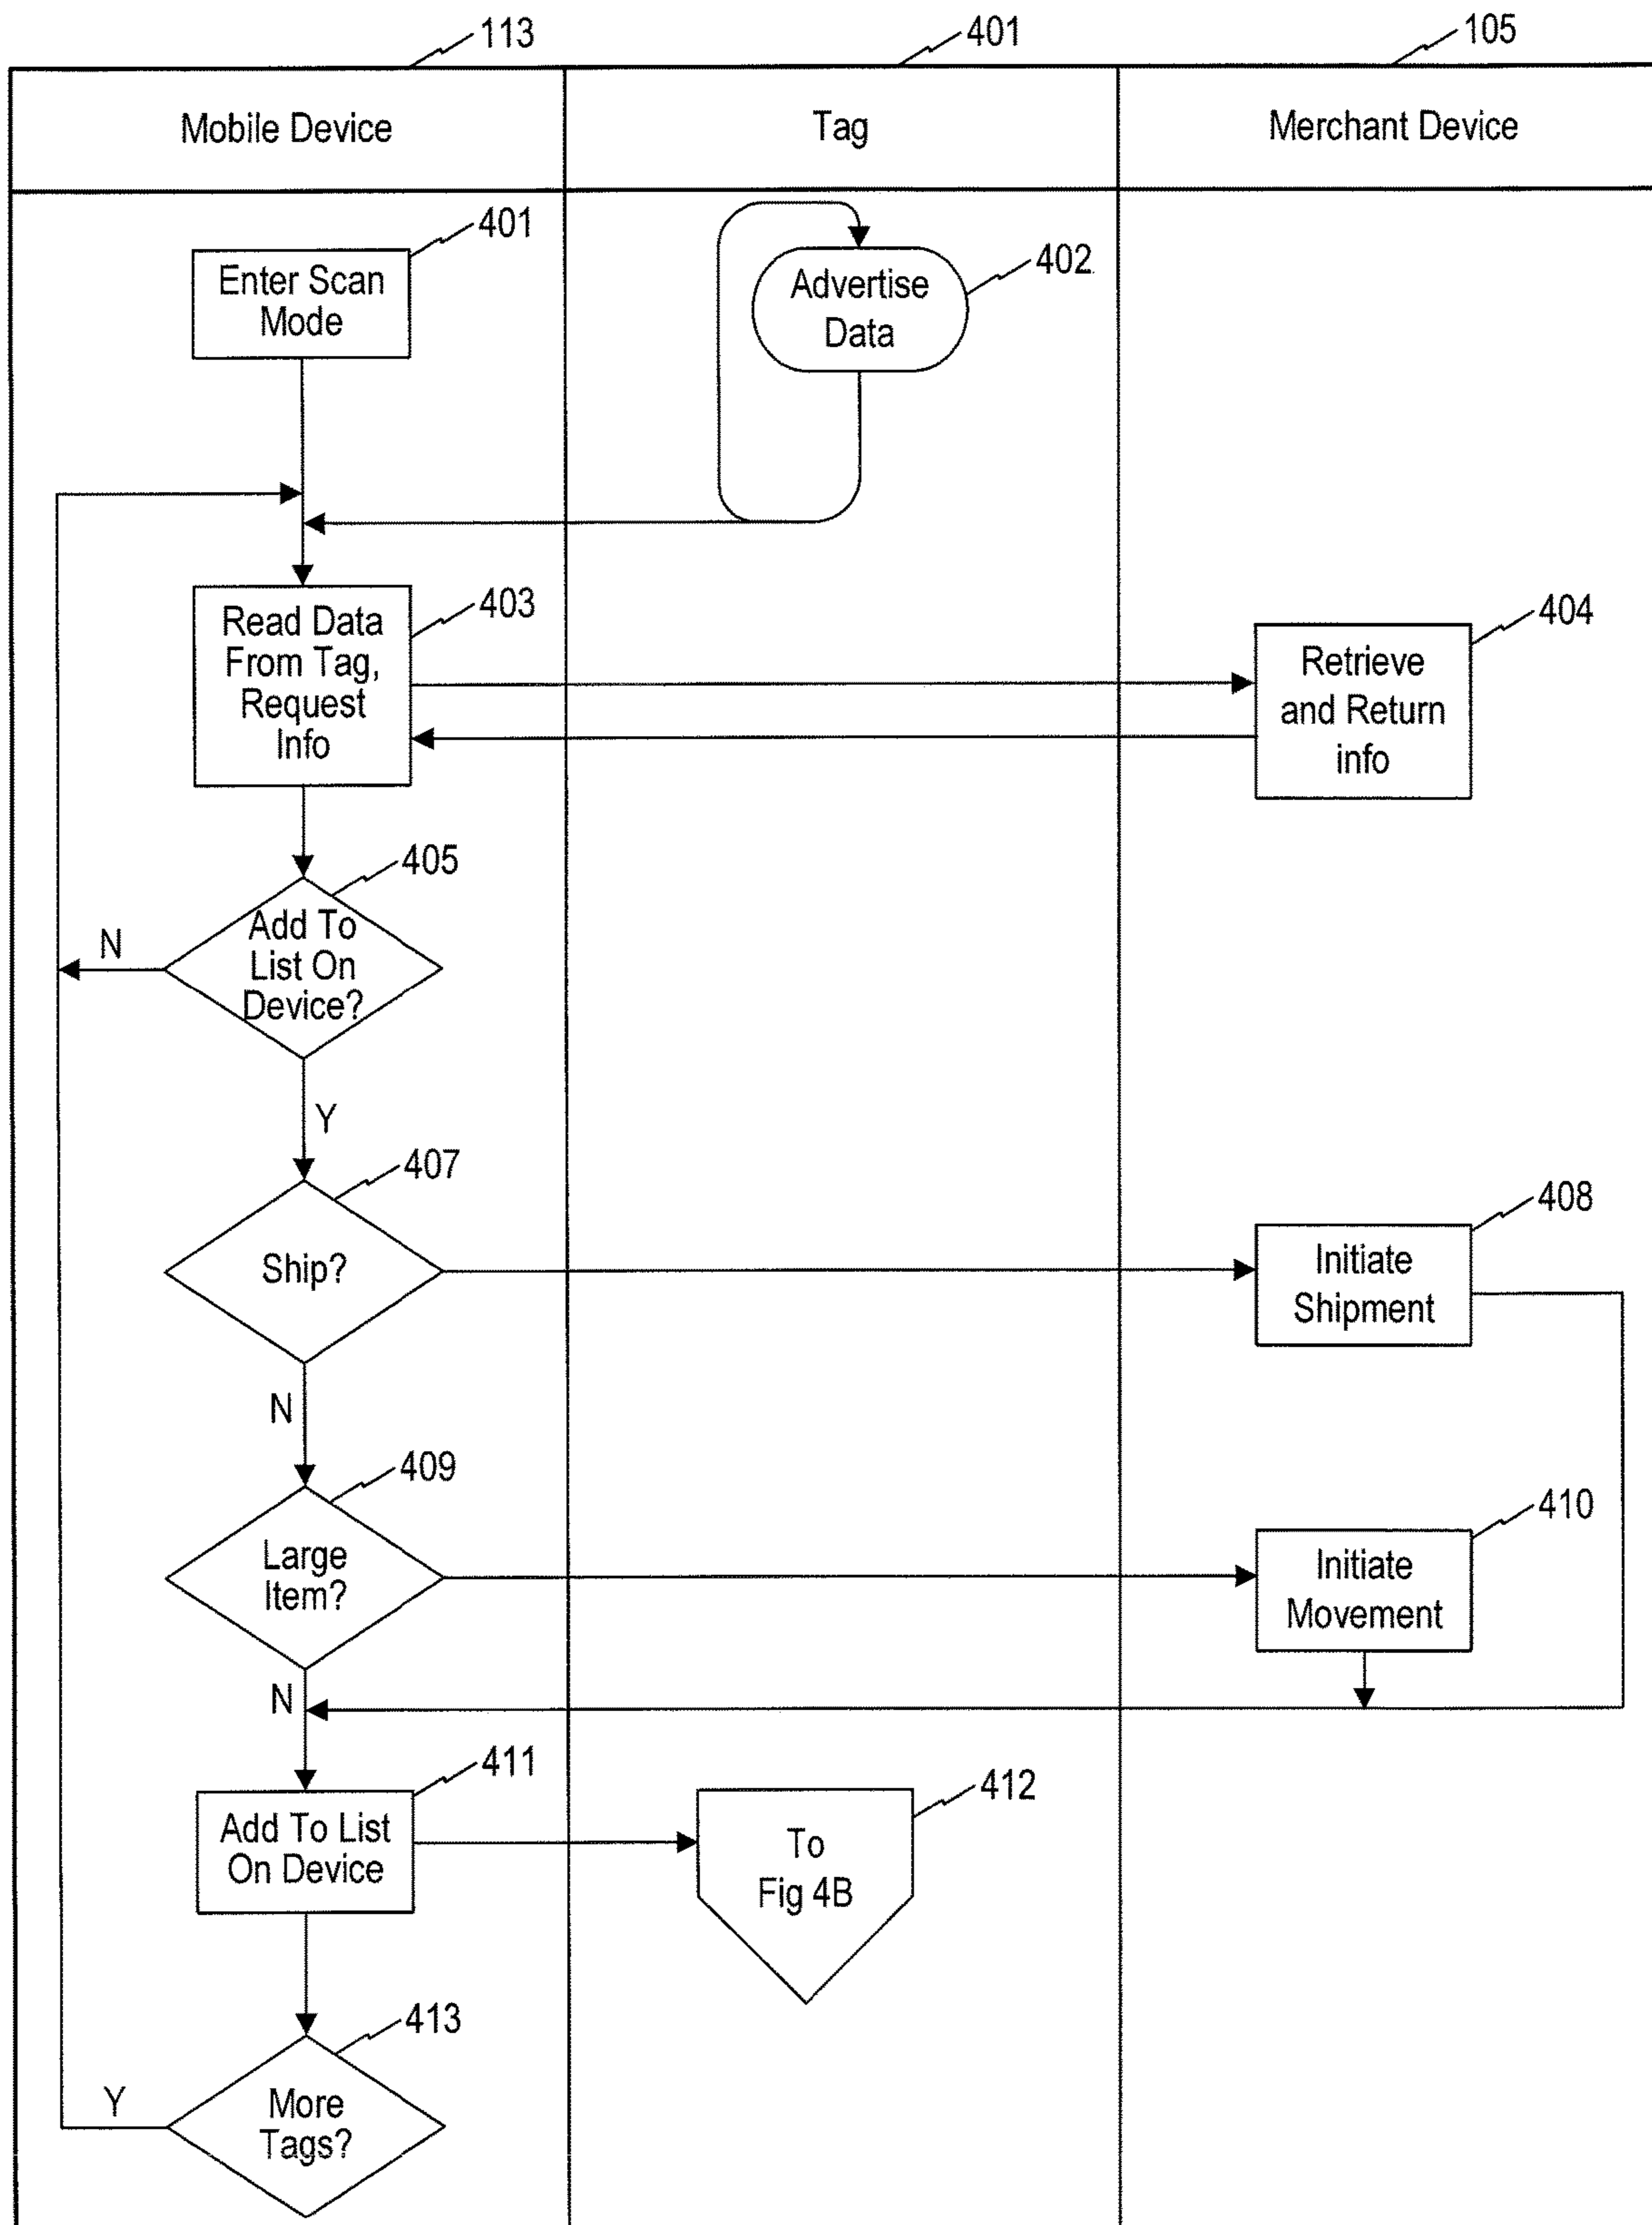 113
401
105
Mobile Device
Tag
Merchant Device
401
Enter Scan
Mode
402
Advertise
Data
403
Read Data
From Tag,
Request
Info
404
Retrieve
and Return
info
405
Add To
List On
Device?
N
Y
407
Ship?
408
Initiate
Shipment
N
409
Large
Item?
410
Initiate
Movement
N
411
Add To List
On Device
412
To
Fig 4B
413
More
Tags?
Y